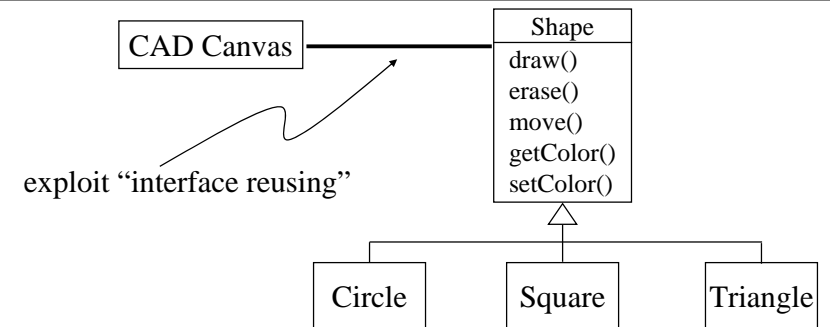 CAD Canvas
Shape
draw()
erase()
move()
getColor()
setColor()
exploit “interface reusing”
Circle
Square
Triangle